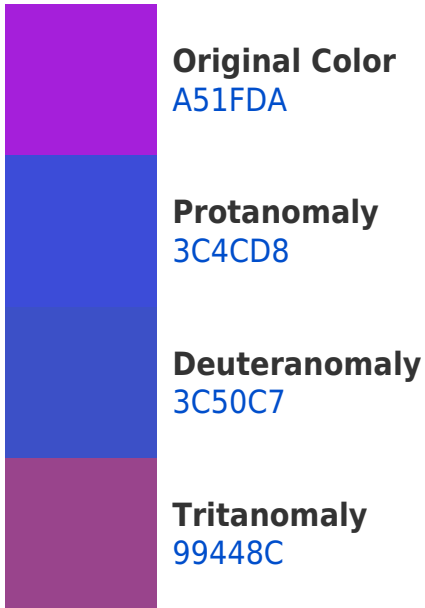 Original Color
A51FDA
Protanomaly
3C4CD8
Deuteranomaly
3C50C7
Tritanomaly
99448C